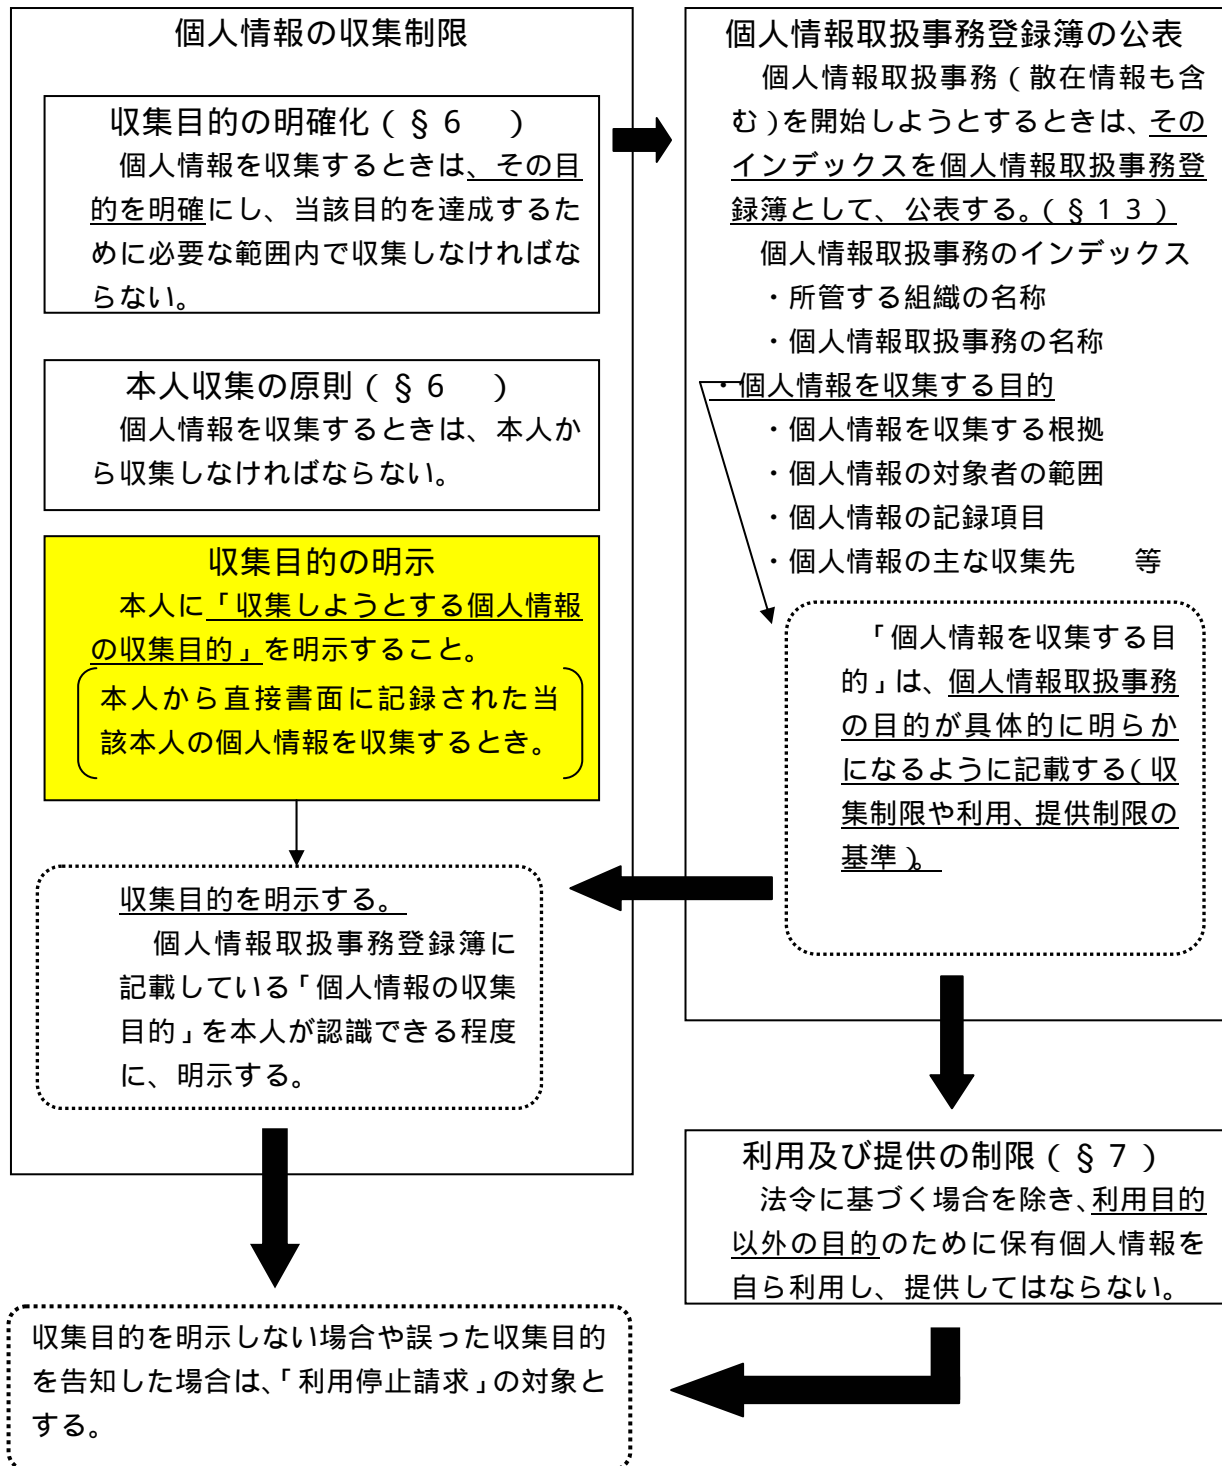 個人情報の収集制限
収集目的の明確化(§6　)
個人情報を収集するときは、その目
的を明確にし、当該目的を達成するた
めに必要な範囲内で収集しなければな
らない。
本人収集の原則(§6　)
個人情報を収集するときは、本人か
ら収集しなければならない。
収集目的の明示
本人に「収集しようとする個人情報
の収集目的」を明示すること。
本人から直接書面に記録された当
該本人の個人情報を収集するとき。
収集目的を明示する。
個人情報取扱事務登録簿に
記載している「個人情報の収集
目的」を本人が認識できる程度
に、明示する。
個人情報取扱事務登録簿の公表
個人情報取扱事務(散在情報も含
む)を開始しようとするときは、その
インデックスを個人情報取扱事務登
録簿として、公表する。(§13)
個人情報取扱事務のインデックス
・所管する組織の名称
・個人情報取扱事務の名称
・個人情報を収集する目的
・個人情報を収集する根拠
・個人情報の対象者の範囲
・個人情報の記録項目
・個人情報の主な収集先　等
「個人情報を収集する目
的」は、個人情報取扱事務
の目的が具体的に明らか
になるように記載する(収
集制限や利用、提供制限の
基準)。
利用及び提供の制限(§7)
法令に基づく場合を除き、利用目的
以外の目的のために保有個人情報を
自ら利用し、提供してはならない。
収集目的を明示しない場合や誤った収集目的
を告知した場合は、「利用停止請求」の対象と
する。